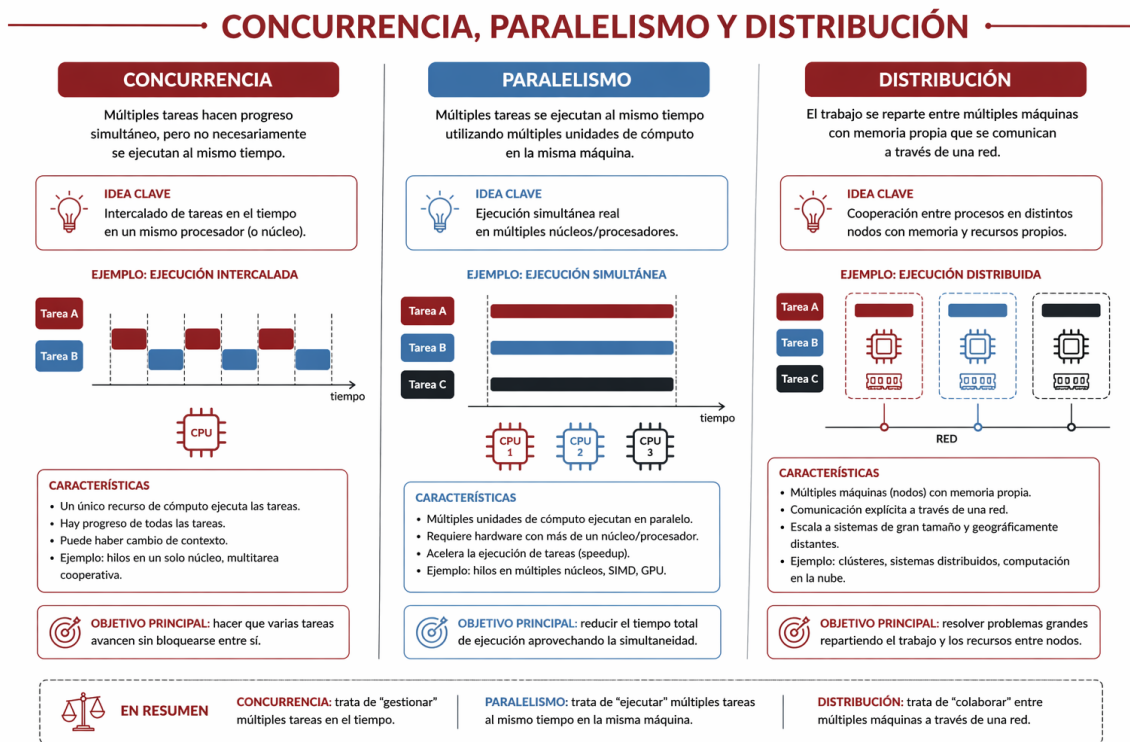 CONCURRENCIA, PARALELISMO Y DISTRIBUCIÓN
CONCURRENCIA
Múltiples tareas hacen progreso
simultáneo, pero no necesariamente
se ejecutan al mismo tiempo.
IDEA CLAVE
Intercalado de tareas en el tiempo
en un mismo procesador (o núcleo).
EJEMPLO: EJECUCIÓN INTERCALADA
Tarea A
Tarea B
tiempo
CPU
CARACTERÍSTICAS
• Un único recurso de cómputo ejecuta las tareas.
• Hay progreso de todas las tareas.
• Puede haber cambio de contexto.
• Ejemplo: hilos en un solo núcleo, multitarea
cooperativa.
OBJETIVO PRINCIPAL: hacer que varias tareas
avancen sin bloquearse entre sí.
PARALELISMO
Múltiples tareas se ejecutan al mismo tiempo
utilizando múltiples unidades de cómputo
en la misma máquina.
IDEA CLAVE
Ejecución simultánea real
en múltiples núcleos/procesadores.
EJEMPLO: EJECUCIÓN SIMULTÁNEA
Tarea A
Tarea B
Tarea C
tiempo
CPU
1
CPU
2
CPU
3
CARACTERÍSTICAS
• Múltiples unidades de cómputo ejecutan en paralelo.
• Requiere hardware con más de un núcleo/procesador.
• Acelera la ejecución de tareas (speedup).
• Ejemplo: hilos en múltiples núcleos, SIMD, GPU.
OBJETIVO PRINCIPAL: reducir el tiempo total
de ejecución aprovechando la simultaneidad.
DISTRIBUCIÓN
El trabajo se reparte entre múltiples máquinas
con memoria propia que se comunican
a través de una red.
IDEA CLAVE
Cooperación entre procesos en distintos
nodos con memoria y recursos propios.
EJEMPLO: EJECUCIÓN DISTRIBUIDA
Tarea A
Tarea B
Tarea C
RED
CARACTERÍSTICAS
• Múltiples máquinas (nodos) con memoria propia.
• Comunicación explícita a través de una red.
• Escala a sistemas de gran tamaño y geográficamente
distantes.
• Ejemplo: clústeres, sistemas distribuidos, computación
en la nube.
OBJETIVO PRINCIPAL: resolver problemas grandes
repartiendo el trabajo y los recursos entre nodos.
EN RESUMEN
CONCURRENCIA: trata de "gestionar"
múltiples tareas en el tiempo.
PARALELISMO: trata de "ejecutar" múltiples tareas
al mismo tiempo en la misma máquina.
DISTRIBUCIÓN: trata de "colaborar" entre
múltiples máquinas a través de una red.